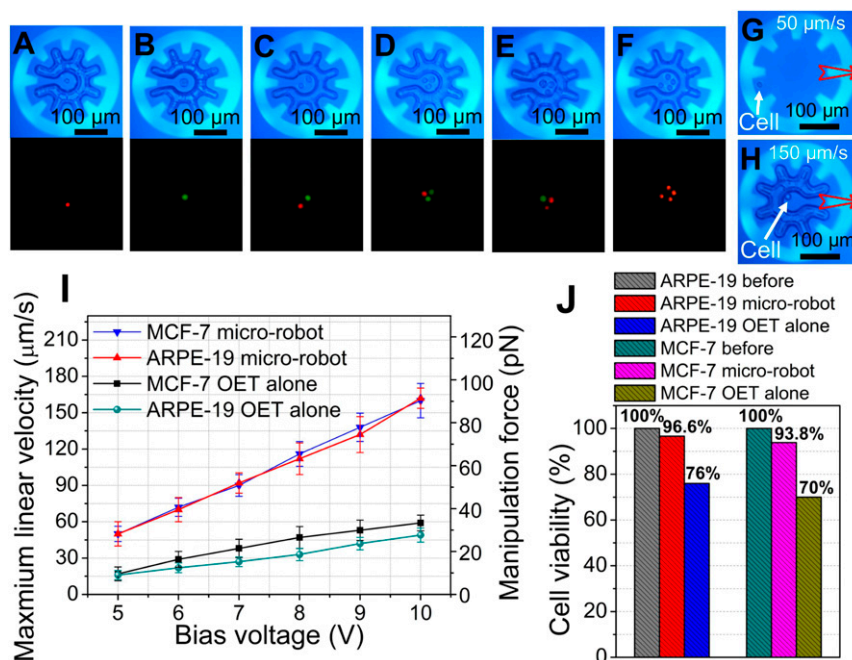 A
B
C
D
E
F
G
100 μm
100 μm
100 μm
100 μm
100 μm
100 μm
50 μm/s
Cell
100 μm
H
150 μm/s
Cell
100 μm
I
Maxmium linear velocity (μm/s)
210
180
150
120
90
60
30
0
MCF-7 micro-robot
ARPE-19 micro-robot
MCF-7 OET alone
ARPE-19 OET alone
120
100
80
60
40
20
0
Manipulation force (pN)
5
6
7
8
9
10
Bias voltage (V)
J
ARPE-19 before
ARPE-19 micro-robot
ARPE-19 OET alone
MCF-7 before
MCF-7 micro-robot
MCF-7 OET alone
Cell viability (%)
100
80
60
40
20
0
100%
96.6%
76%
100%
93.8%
70%